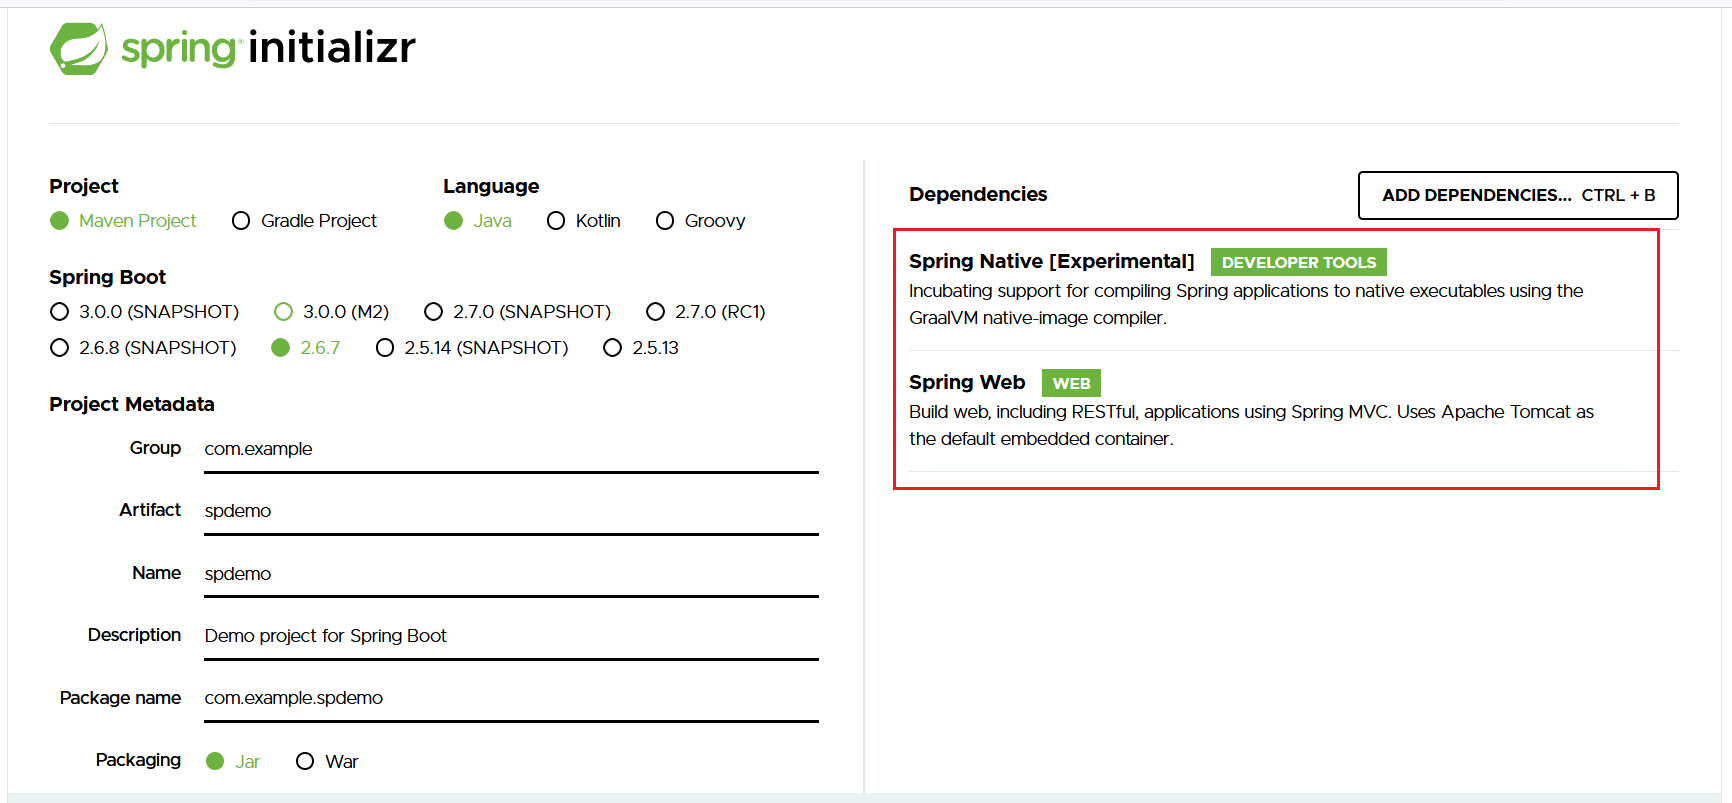 spring initializr
Project
Maven Project Gradle Project
Language
Java Kotlin Groovy
Spring Boot
3.0.0 (SNAPSHOT) 3.0.0 (M2) 2.7.0 (SNAPSHOT) 2.7.0 (RC1)
2.6.8 (SNAPSHOT) 2.6.7 2.5.14 (SNAPSHOT) 2.5.13
Project Metadata
Group com.example
Artifact spdemo
Name spdemo
Description Demo project for Spring Boot
Package name com.example.spdemo
Packaging Jar War
Dependencies
ADD DEPENDENCIES... CTRL + B
Spring Native [Experimental] DEVELOPER TOOLS
Incubating support for compiling Spring applications to native executables using the
GraalVM native-image compiler.
Spring Web WEB
Build web, including RESTful, applications using Spring MVC. Uses Apache Tomcat as
the default embedded container.